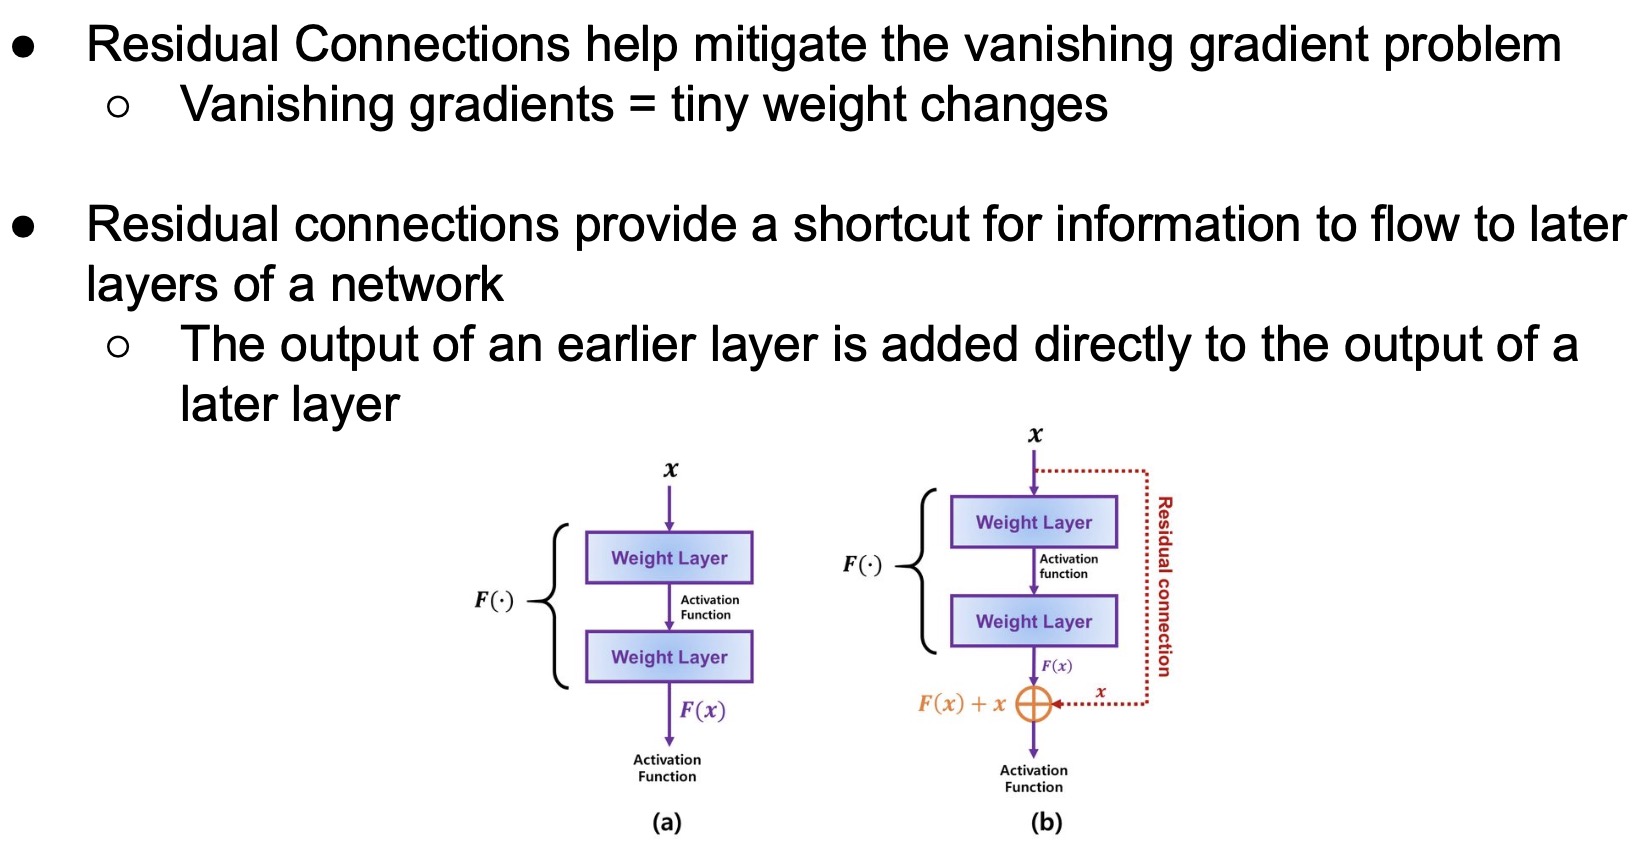 ● Residual Connections help mitigate the vanishing gradient problem
○ Vanishing gradients = tiny weight changes
● Residual connections provide a shortcut for information to flow to later
layers of a network
○ The output of an earlier layer is added directly to the output of a
later layer
x
Weight Layer
Activation
Function
F(·)
Weight Layer
F(x)
Activation
Function
(a)
x
Weight Layer
Activation
function
F(·)
Weight Layer
F(x)
F(x) + x
x
Residual connection
Activation
Function
(b)